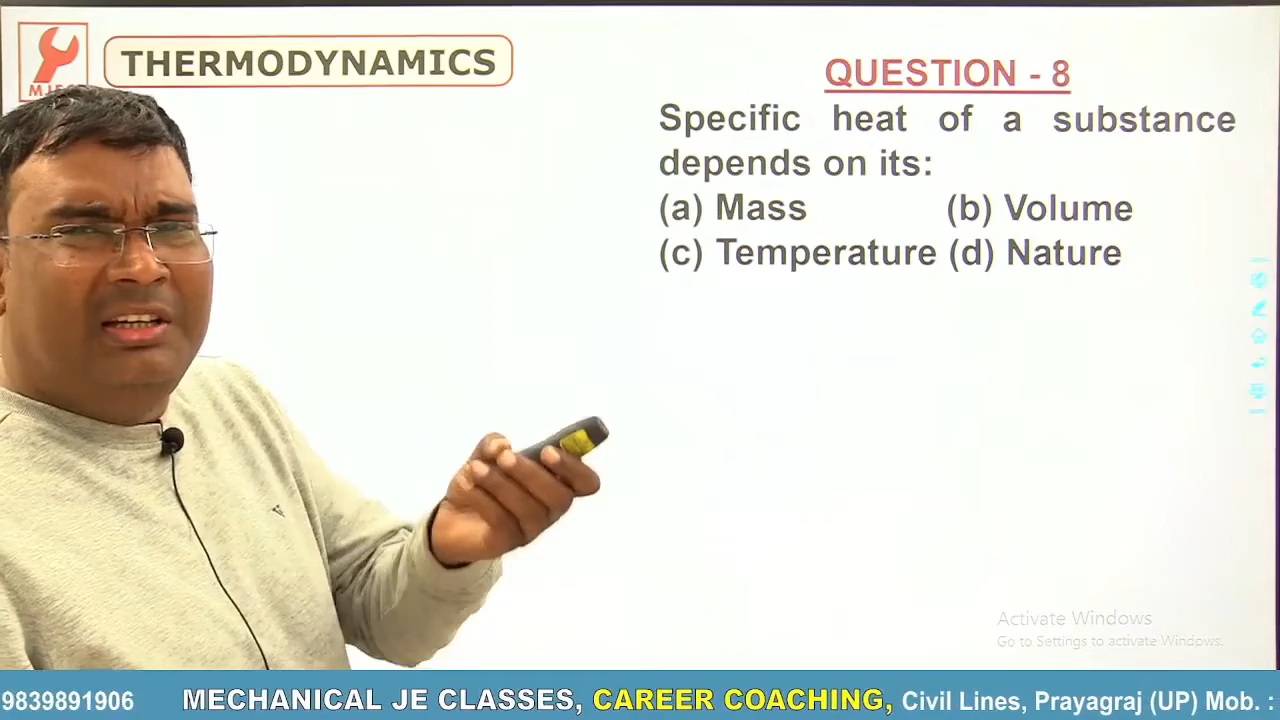 THERMODYNAMICS
QUESTION - 8
Specific heat of a substance
depends on its:
(a) Mass (b) Volume
(c) Temperature (d) Nature
Activate Windows
Go to Settings to activate Windows.
9839891906 MECHANICAL JE CLASSES, CAREER COACHING, Civil Lines, Prayagraj (UP) Mob. :